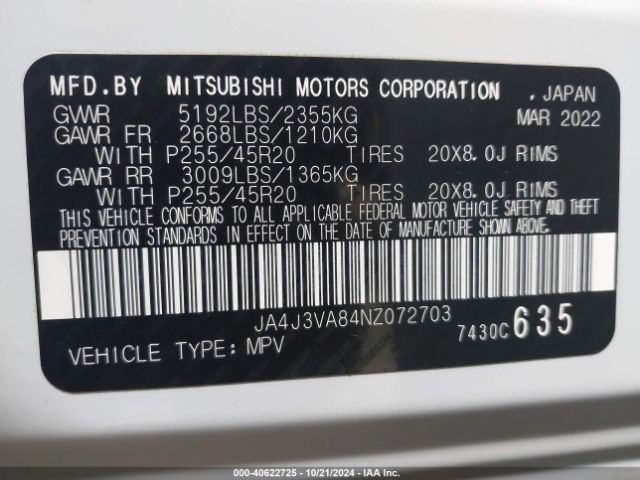 MFD.BY MITSUBISHI MOTORS CORPORATION , JAPAN
GVWR 5192LBS/2355KG MAR 2022
GAWR FR 2668LBS/1210KG
WITH P255/45R20 TIRES 20X8.0J RIMS
GAWR RR 3009LBS/1365KG
WITH P255/45R20 TIRES 20X8.0J RIMS
THIS VEHICLE CONFORMS TO ALL APPLICABLE FEDERAL MOTOR VEHICLE SAFETY AND THEFT
PREVENTION STANDARDS IN EFFECT ON THE DATE OF MANUFACTURE SHOWN ABOVE.
JA4J3VA84NZ072703
7430C 635
VEHICLE TYPE: MPV
000-40622725 - 10/21/2024 - IAAI.COM